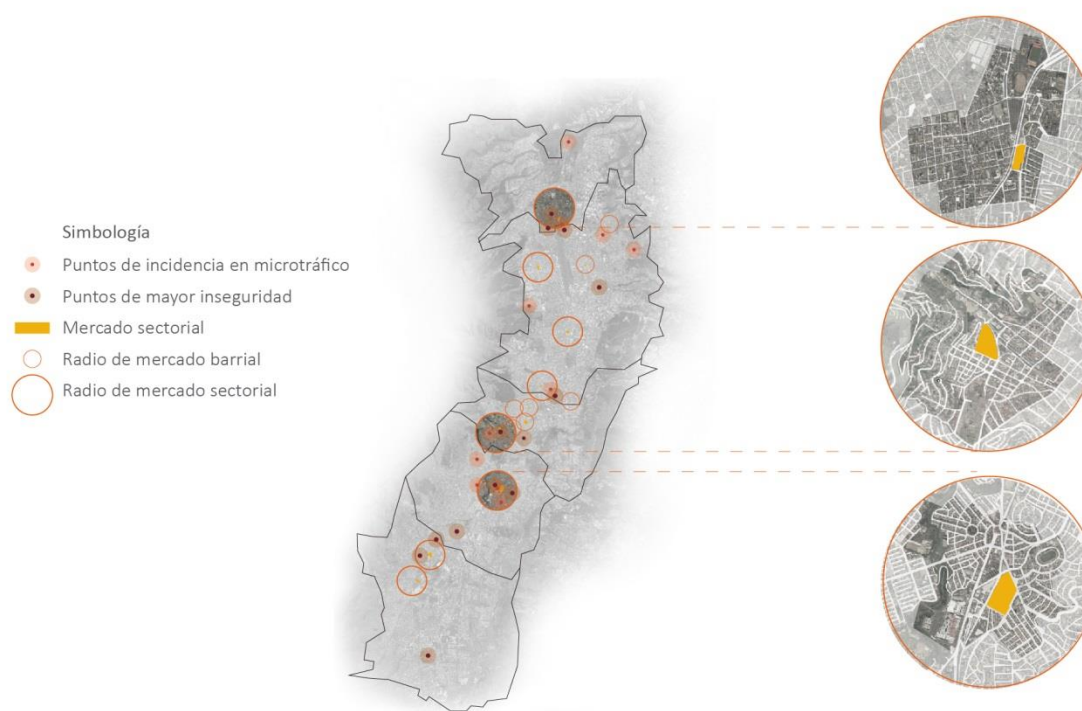 Simbología
Puntos de incidencia en microtráfico
Puntos de mayor inseguridad
Mercado sectorial
Radio de mercado barrial
Radio de mercado sectorial